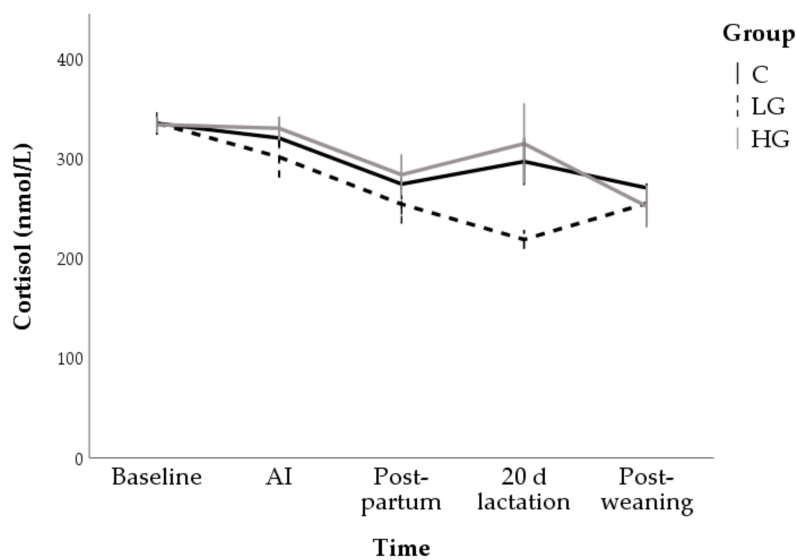 Group
C
LG
HG
Cortisol (nmol/L)
400
300
200
100
0
Baseline
AI
Post-
partum
20 d
lactation
Post-
weaning
Time